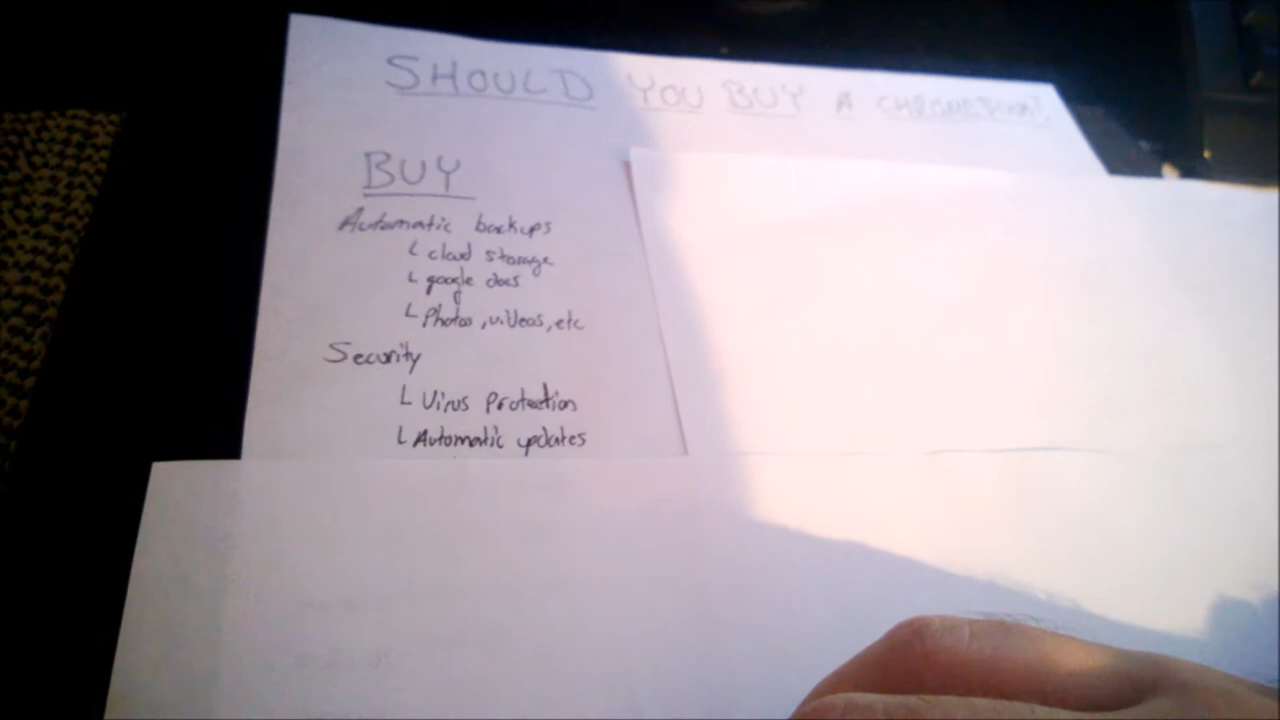 SHOULD YOU BUY A CHROMEBOOK?
BUY
Automatic backups
└ cloud storage
└ google docs
└ Photos, videos, etc
Security
└ Virus Protection
└ Automatic updates